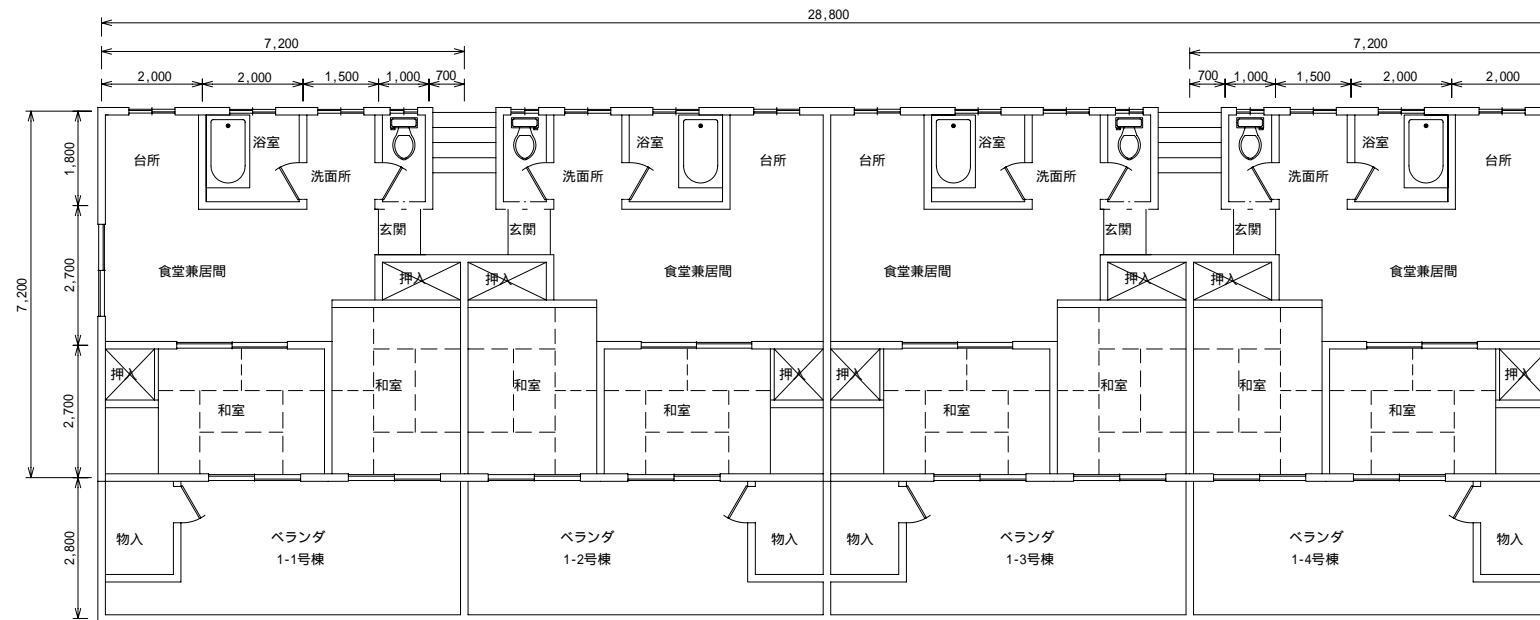 28,800
7,200 7,200
2,000 2,000 1,500 1,000 700 700 1,000 1,500 2,000 2,000
1,800
2,700
2,700
7,200
2,800
台所 浴室 洗面所 洗面所 浴室 台所 台所 浴室 洗面所 洗面所 浴室 台所
玄関 玄関 玄関 玄関
食堂兼居間 押入 押入 食堂兼居間 食堂兼居間 押入 押入 食堂兼居間
押入 和室 和室 和室 和室 押入 押入 和室 和室 和室 和室 押入
物入 ベランダ ベランダ 物入 物入 ベランダ ベランダ 物入
1-1号棟 1-2号棟 1-3号棟 1-4号棟